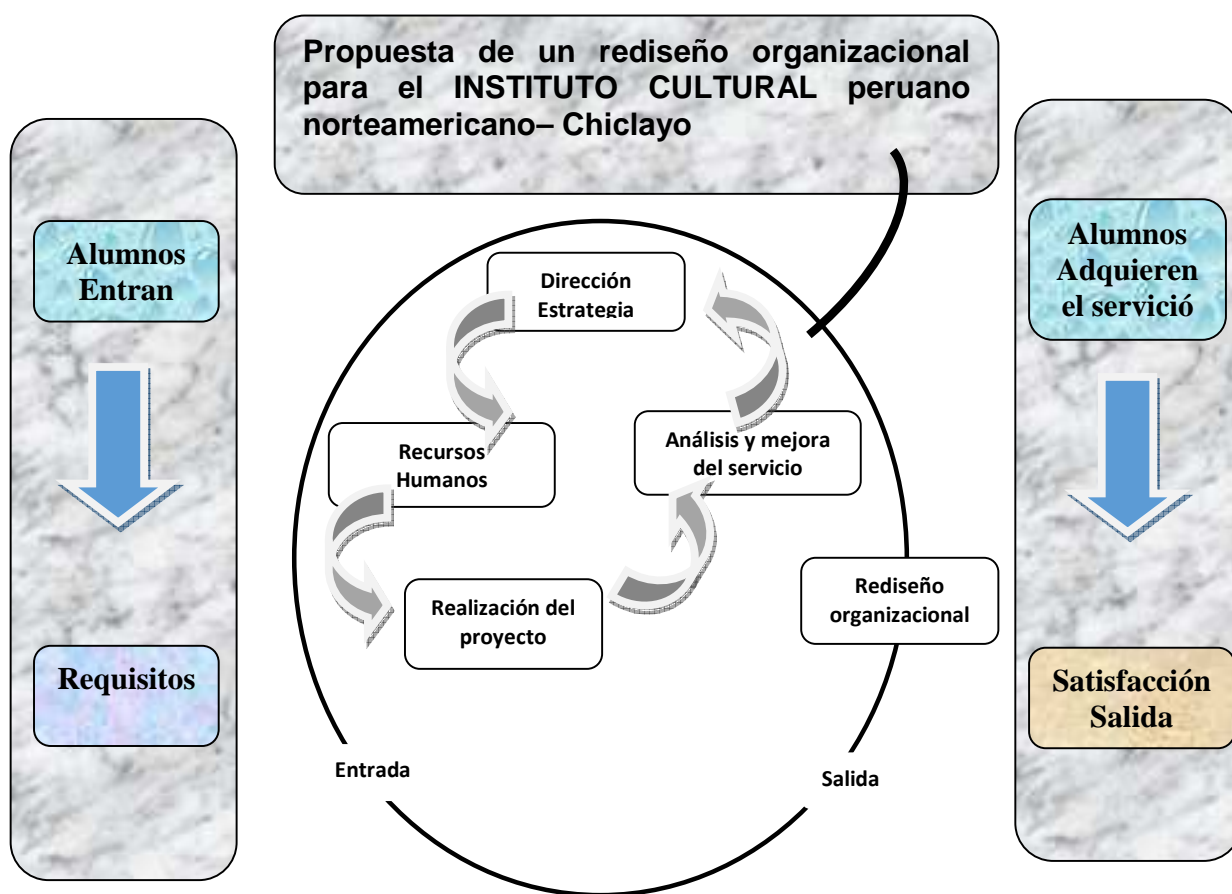 Propuesta de un rediseño organizacional
para el INSTITUTO CULTURAL peruano
norteamericano– Chiclayo
Alumnos
Entran
Requisitos
Dirección
Estrategia
Recursos
Humanos
Análisis y mejora
del servicio
Realización del
proyecto
Rediseño
organizacional
Entrada
Salida
Alumnos
Adquieren
el servició
Satisfacción
Salida